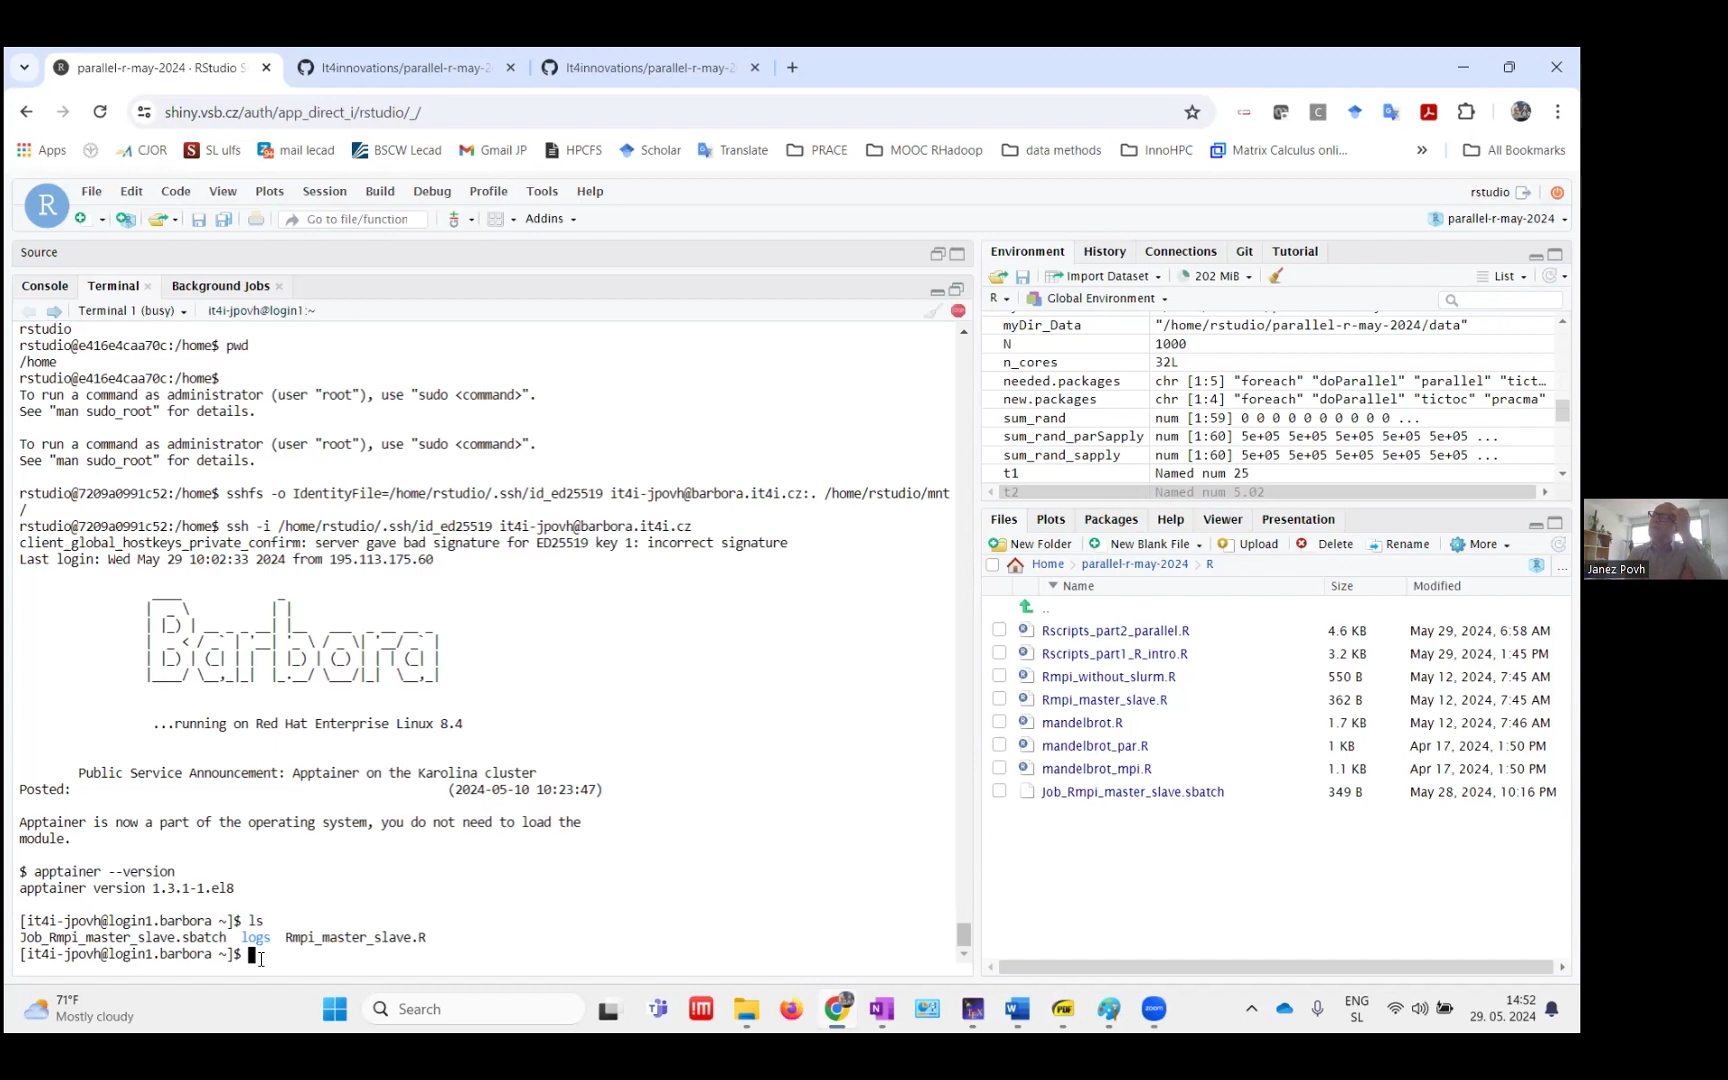 parallel-r-may-2024 · RStudio S
It4innovations/parallel-r-may-2
It4innovations/parallel-r-may-2
shiny.vsb.cz/auth/app_direct_i/rstudio/_/
Apps
CJOR
SL ulfs
mail lecad
BSCW Lecad
Gmail JP
HPCFS
Scholar
Translate
PRACE
MOOC RHadoop
data methods
InnoHPC
Matrix Calculus onli...
»
All Bookmarks
R
File Edit Code View Plots Session Build Debug Profile Tools Help
rstudio
Go to file/function
Addins
parallel-r-may-2024
Source
Console
Terminal
Background Jobs
Terminal 1 (busy)
it4i-jpovh@login1:~
rstudio
rstudio@e416e4caa70c:/home$ pwd
/home
rstudio@e416e4caa70c:/home$
To run a command as administrator (user "root"), use "sudo <command>".
See "man sudo_root" for details.
To run a command as administrator (user "root"), use "sudo <command>".
See "man sudo_root" for details.
rstudio@7209a0991c52:/home$ sshfs -o IdentityFile=/home/rstudio/.ssh/id_ed25519 it4i-jpovh@barbora.it4i.cz:. /home/rstudio/mnt
/
rstudio@7209a0991c52:/home$ ssh -i /home/rstudio/.ssh/id_ed25519 it4i-jpovh@barbora.it4i.cz
client_global_hostkeys_private_confirm: server gave bad signature for ED25519 key 1: incorrect signature
Last login: Wed May 29 10:02:33 2024 from 195.113.175.60
Barbora
...running on Red Hat Enterprise Linux 8.4
Public Service Announcement: Apptainer on the Karolina cluster
Posted: (2024-05-10 10:23:47)
Apptainer is now a part of the operating system, you do not need to load the
module.
$ apptainer --version
apptainer version 1.3.1-1.el8
[it4i-jpovh@login1.barbora ~]$ ls
Job_Rmpi_master_slave.sbatch logs Rmpi_master_slave.R
[it4i-jpovh@login1.barbora ~]$
Environment History Connections Git Tutorial
Import Dataset
202 MiB
List
R
Global Environment
myDir_Data "/home/rstudio/parallel-r-may-2024/data"
N 1000
n_cores 32L
needed.packages chr [1:5] "foreach" "doParallel" "parallel" "tict…
new.packages chr [1:4] "foreach" "doParallel" "tictoc" "pracma"
sum_rand num [1:59] 0 0 0 0 0 0 0 0 0 0 ...
sum_rand_parSapply num [1:60] 5e+05 5e+05 5e+05 5e+05 5e+05 ...
sum_rand_sapply num [1:60] 5e+05 5e+05 5e+05 5e+05 5e+05 ...
t1 Named num 25
t2 Named num 5.02
Files Plots Packages Help Viewer Presentation
New Folder
New Blank File
Upload
Delete
Rename
More
Home
parallel-r-may-2024
R
...
Name Size Modified
..
Rscripts_part2_parallel.R 4.6 KB May 29, 2024, 6:58 AM
Rscripts_part1_R_intro.R 3.2 KB May 29, 2024, 1:45 PM
Rmpi_without_slurm.R 550 B May 12, 2024, 7:45 AM
Rmpi_master_slave.R 362 B May 12, 2024, 7:45 AM
mandelbrot.R 1.7 KB May 12, 2024, 7:46 AM
mandelbrot_par.R 1 KB Apr 17, 2024, 1:50 PM
mandelbrot_mpi.R 1.1 KB Apr 17, 2024, 1:50 PM
Job_Rmpi_master_slave.sbatch 349 B May 28, 2024, 10:16 PM
Janez Povh
71°F
Mostly cloudy
Search
ENG
SL
14:52
29. 05. 2024